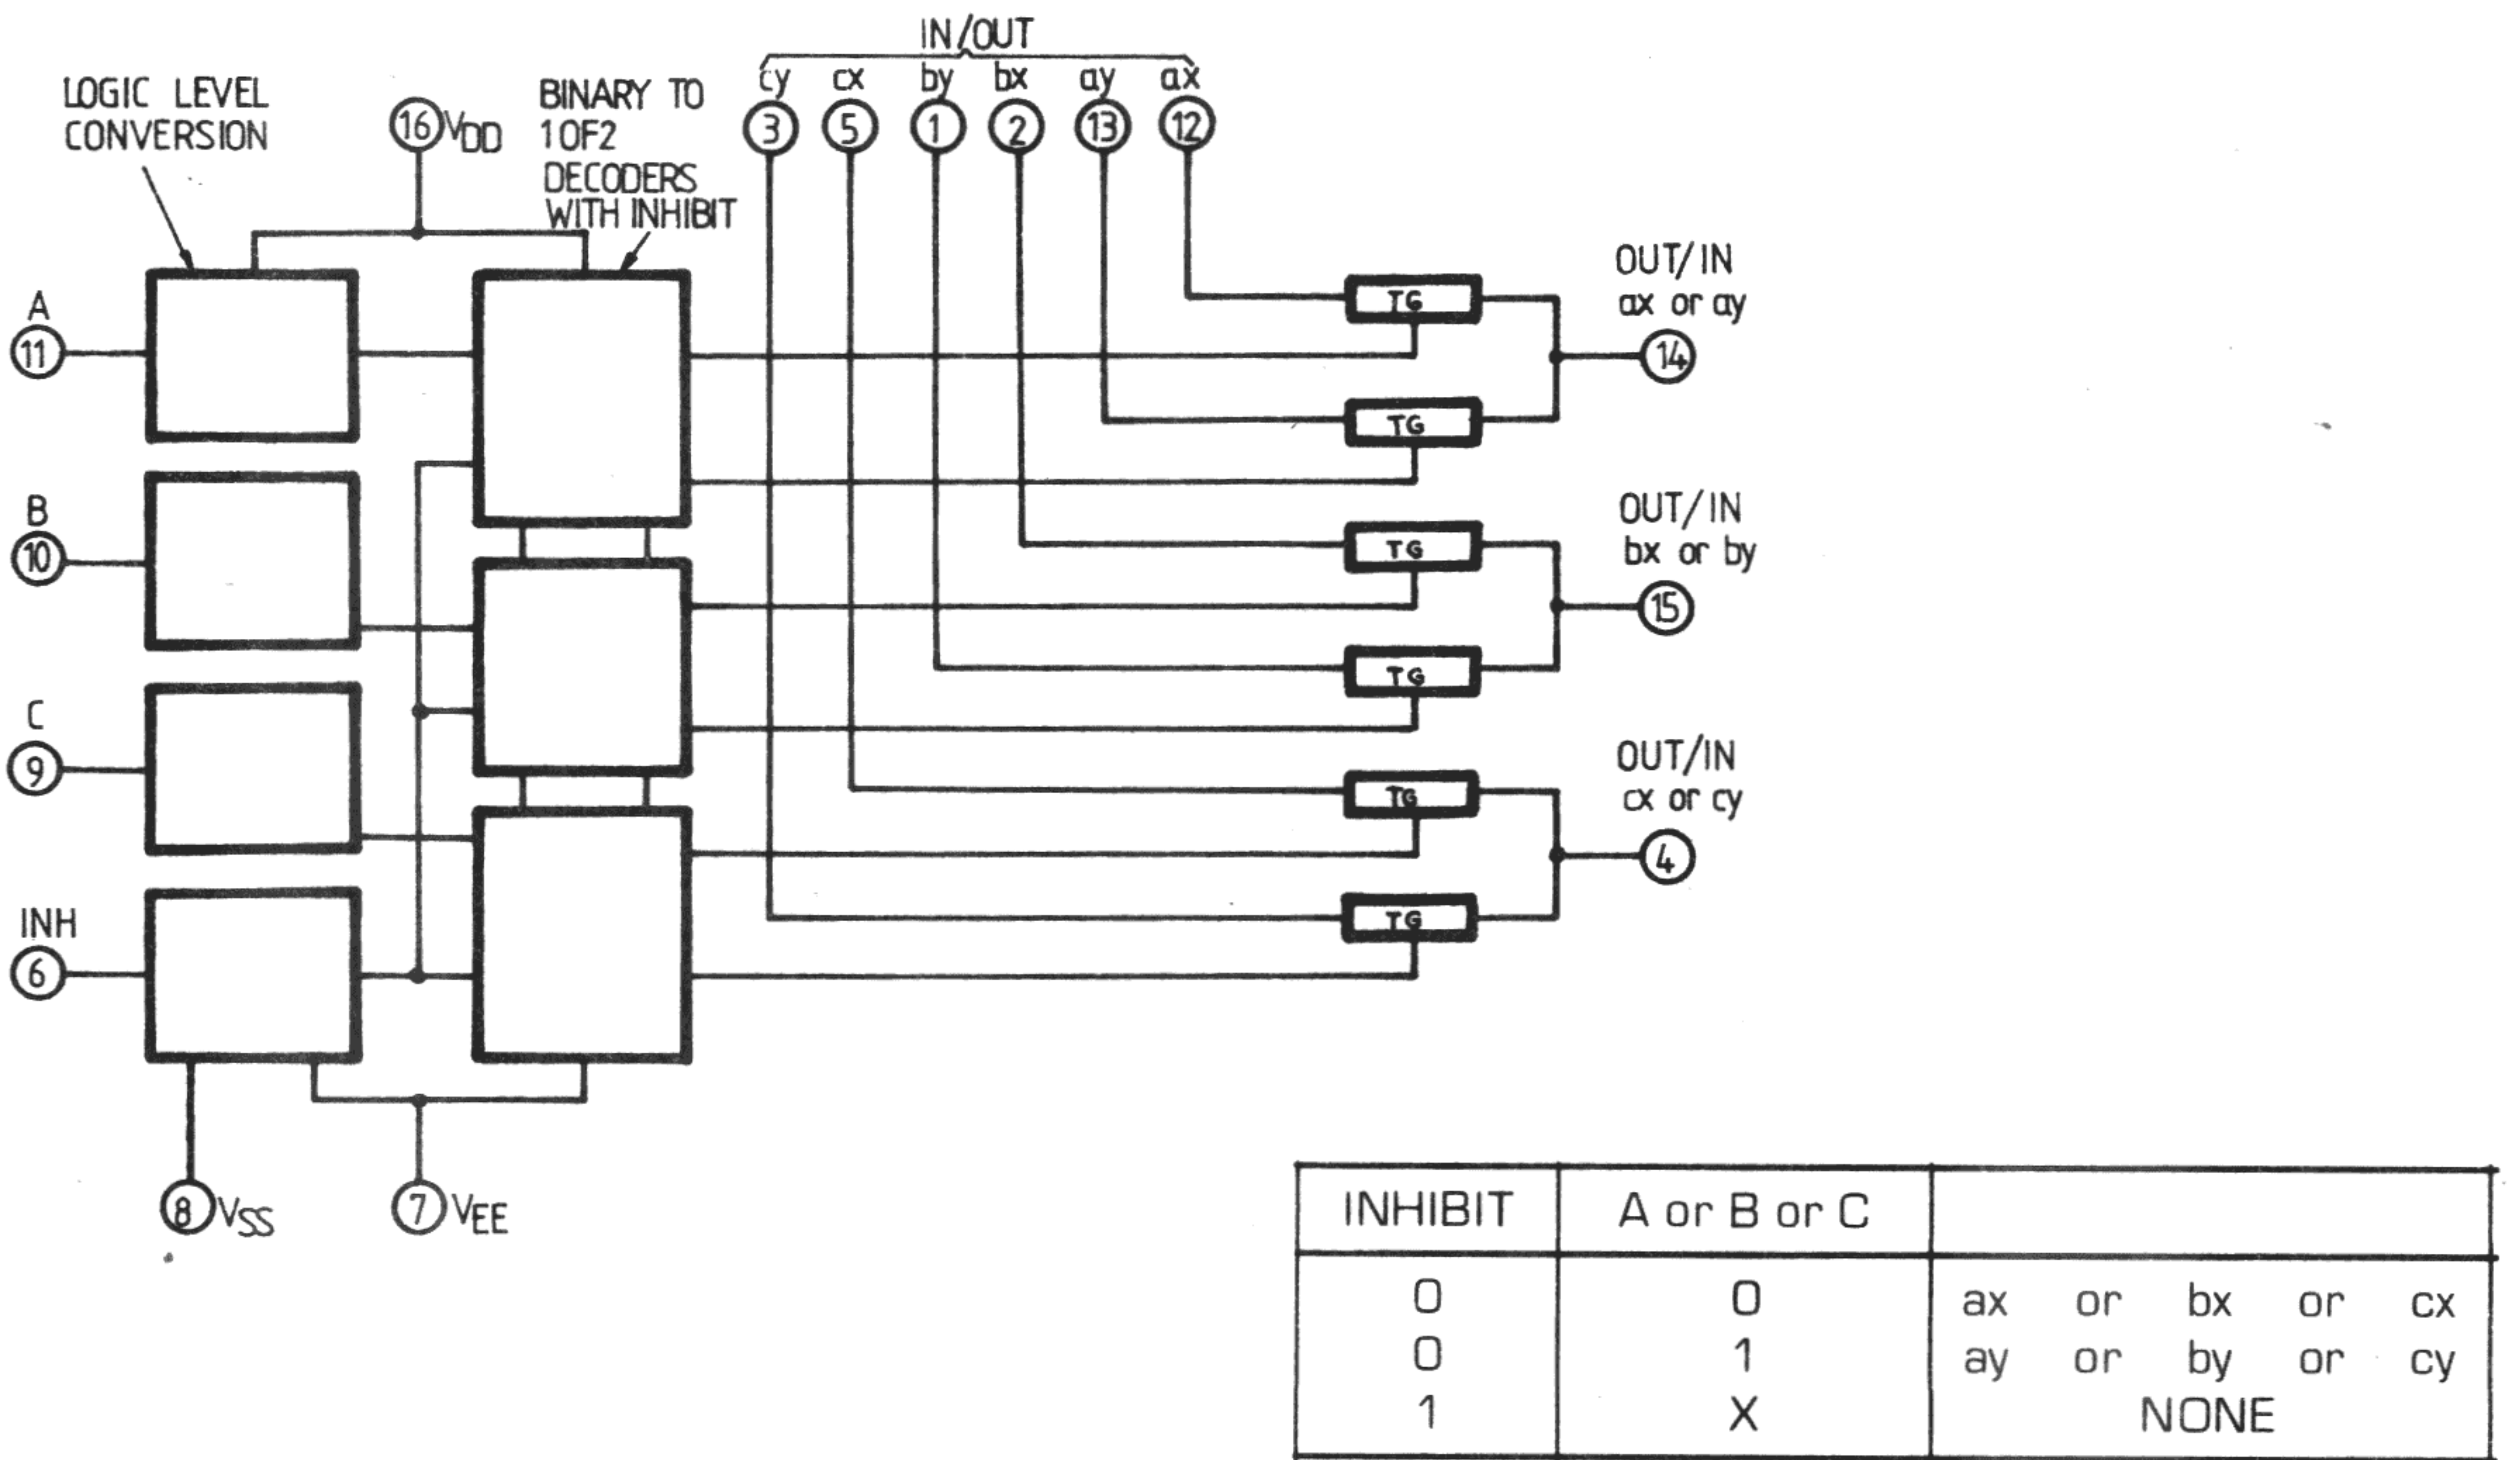 IN/OUT
cy cx by bx ay ax
3 5 1 2 13 12
LOGIC LEVEL
CONVERSION
16 VDD
BINARY TO
1 OF 2
DECODERS
WITH INHIBIT
A
11
B
10
C
9
INH
6
8 VSS
7 VEE
TG
TG
TG
TG
TG
TG
OUT/IN
ax or ay
14
OUT/IN
bx or by
15
OUT/IN
cx or cy
4
INHIBIT A or B or C
0 0 ax or bx or cx
0 1 ay or by or cy
1 X NONE